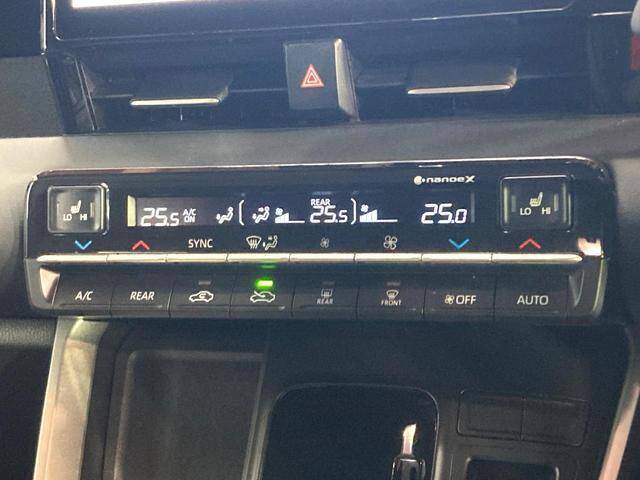 nanoeX
LO HI
25.5 A/C ON REAR 25.5 25.0
LO HI
SYNC
A/C REAR REAR FRONT OFF AUTO